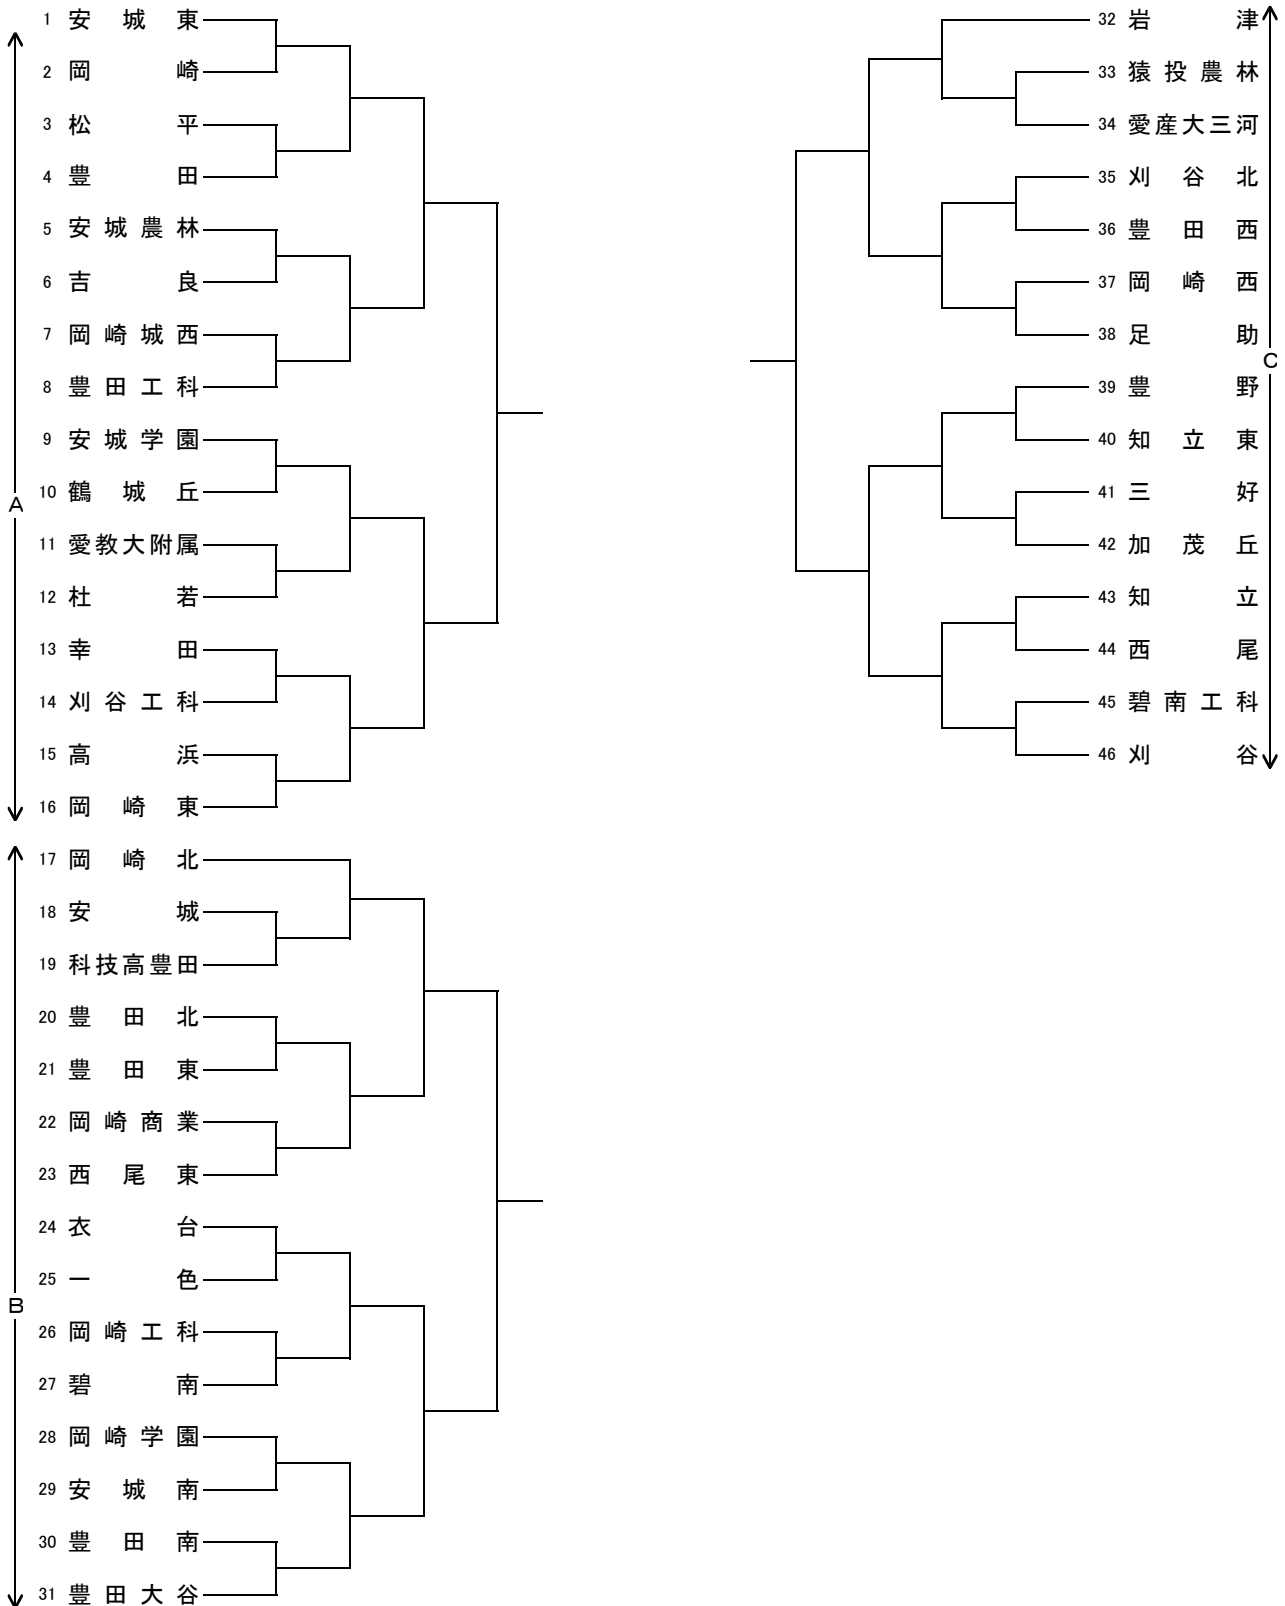 1 安城東
2 岡崎
3 松平
4 豊田
5 安城農林
6 吉良
7 岡崎城西
8 豊田工科
9 安城学園
10 鶴城丘
A
11 愛教大附属
12 杜若
13 幸田
14 刈谷工科
15 高浜
16 岡崎東
17 岡崎北
18 安城
19 科技高豊田
20 豊田北
21 豊田東
22 岡崎商業
23 西尾東
24 衣台
25 一色
B
26 岡崎工科
27 碧南
28 岡崎学園
29 安城南
30 豊田南
31 豊田大谷
32 岩津
33 猿投農林
34 愛産大三河
35 刈谷北
36 豊田西
37 岡崎西
38 足助
C
39 豊野
40 知立東
41 三好
42 加茂丘
43 知立
44 西尾
45 碧南工科
46 刈谷